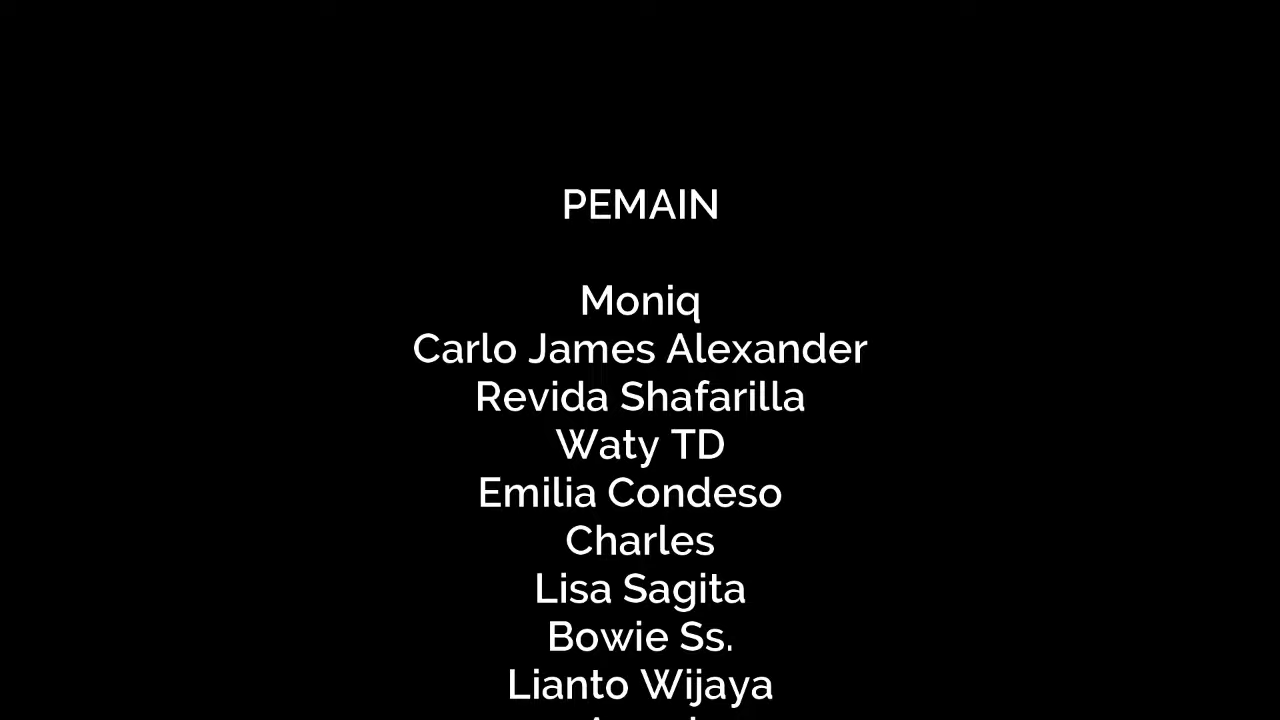 PEMAIN
Moniq
Carlo James Alexander
Revida Shafarilla
Waty TD
Emilia Condeso
Charles
Lisa Sagita
Bowie Ss.
Lianto Wijaya